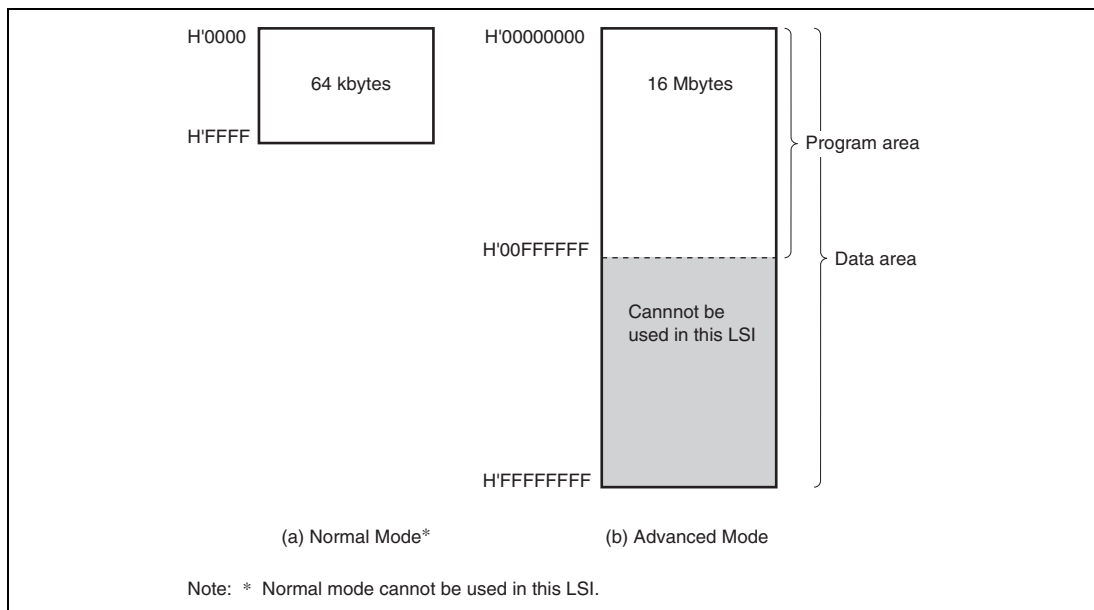 H'0000
64 kbytes
H'FFFF
H'00000000
16 Mbytes
Program area
H'00FFFFFF
Data area
Cannnot be
used in this LSI
H'FFFFFFFF
(a) Normal Mode*
(b) Advanced Mode
Note: * Normal mode cannot be used in this LSI.